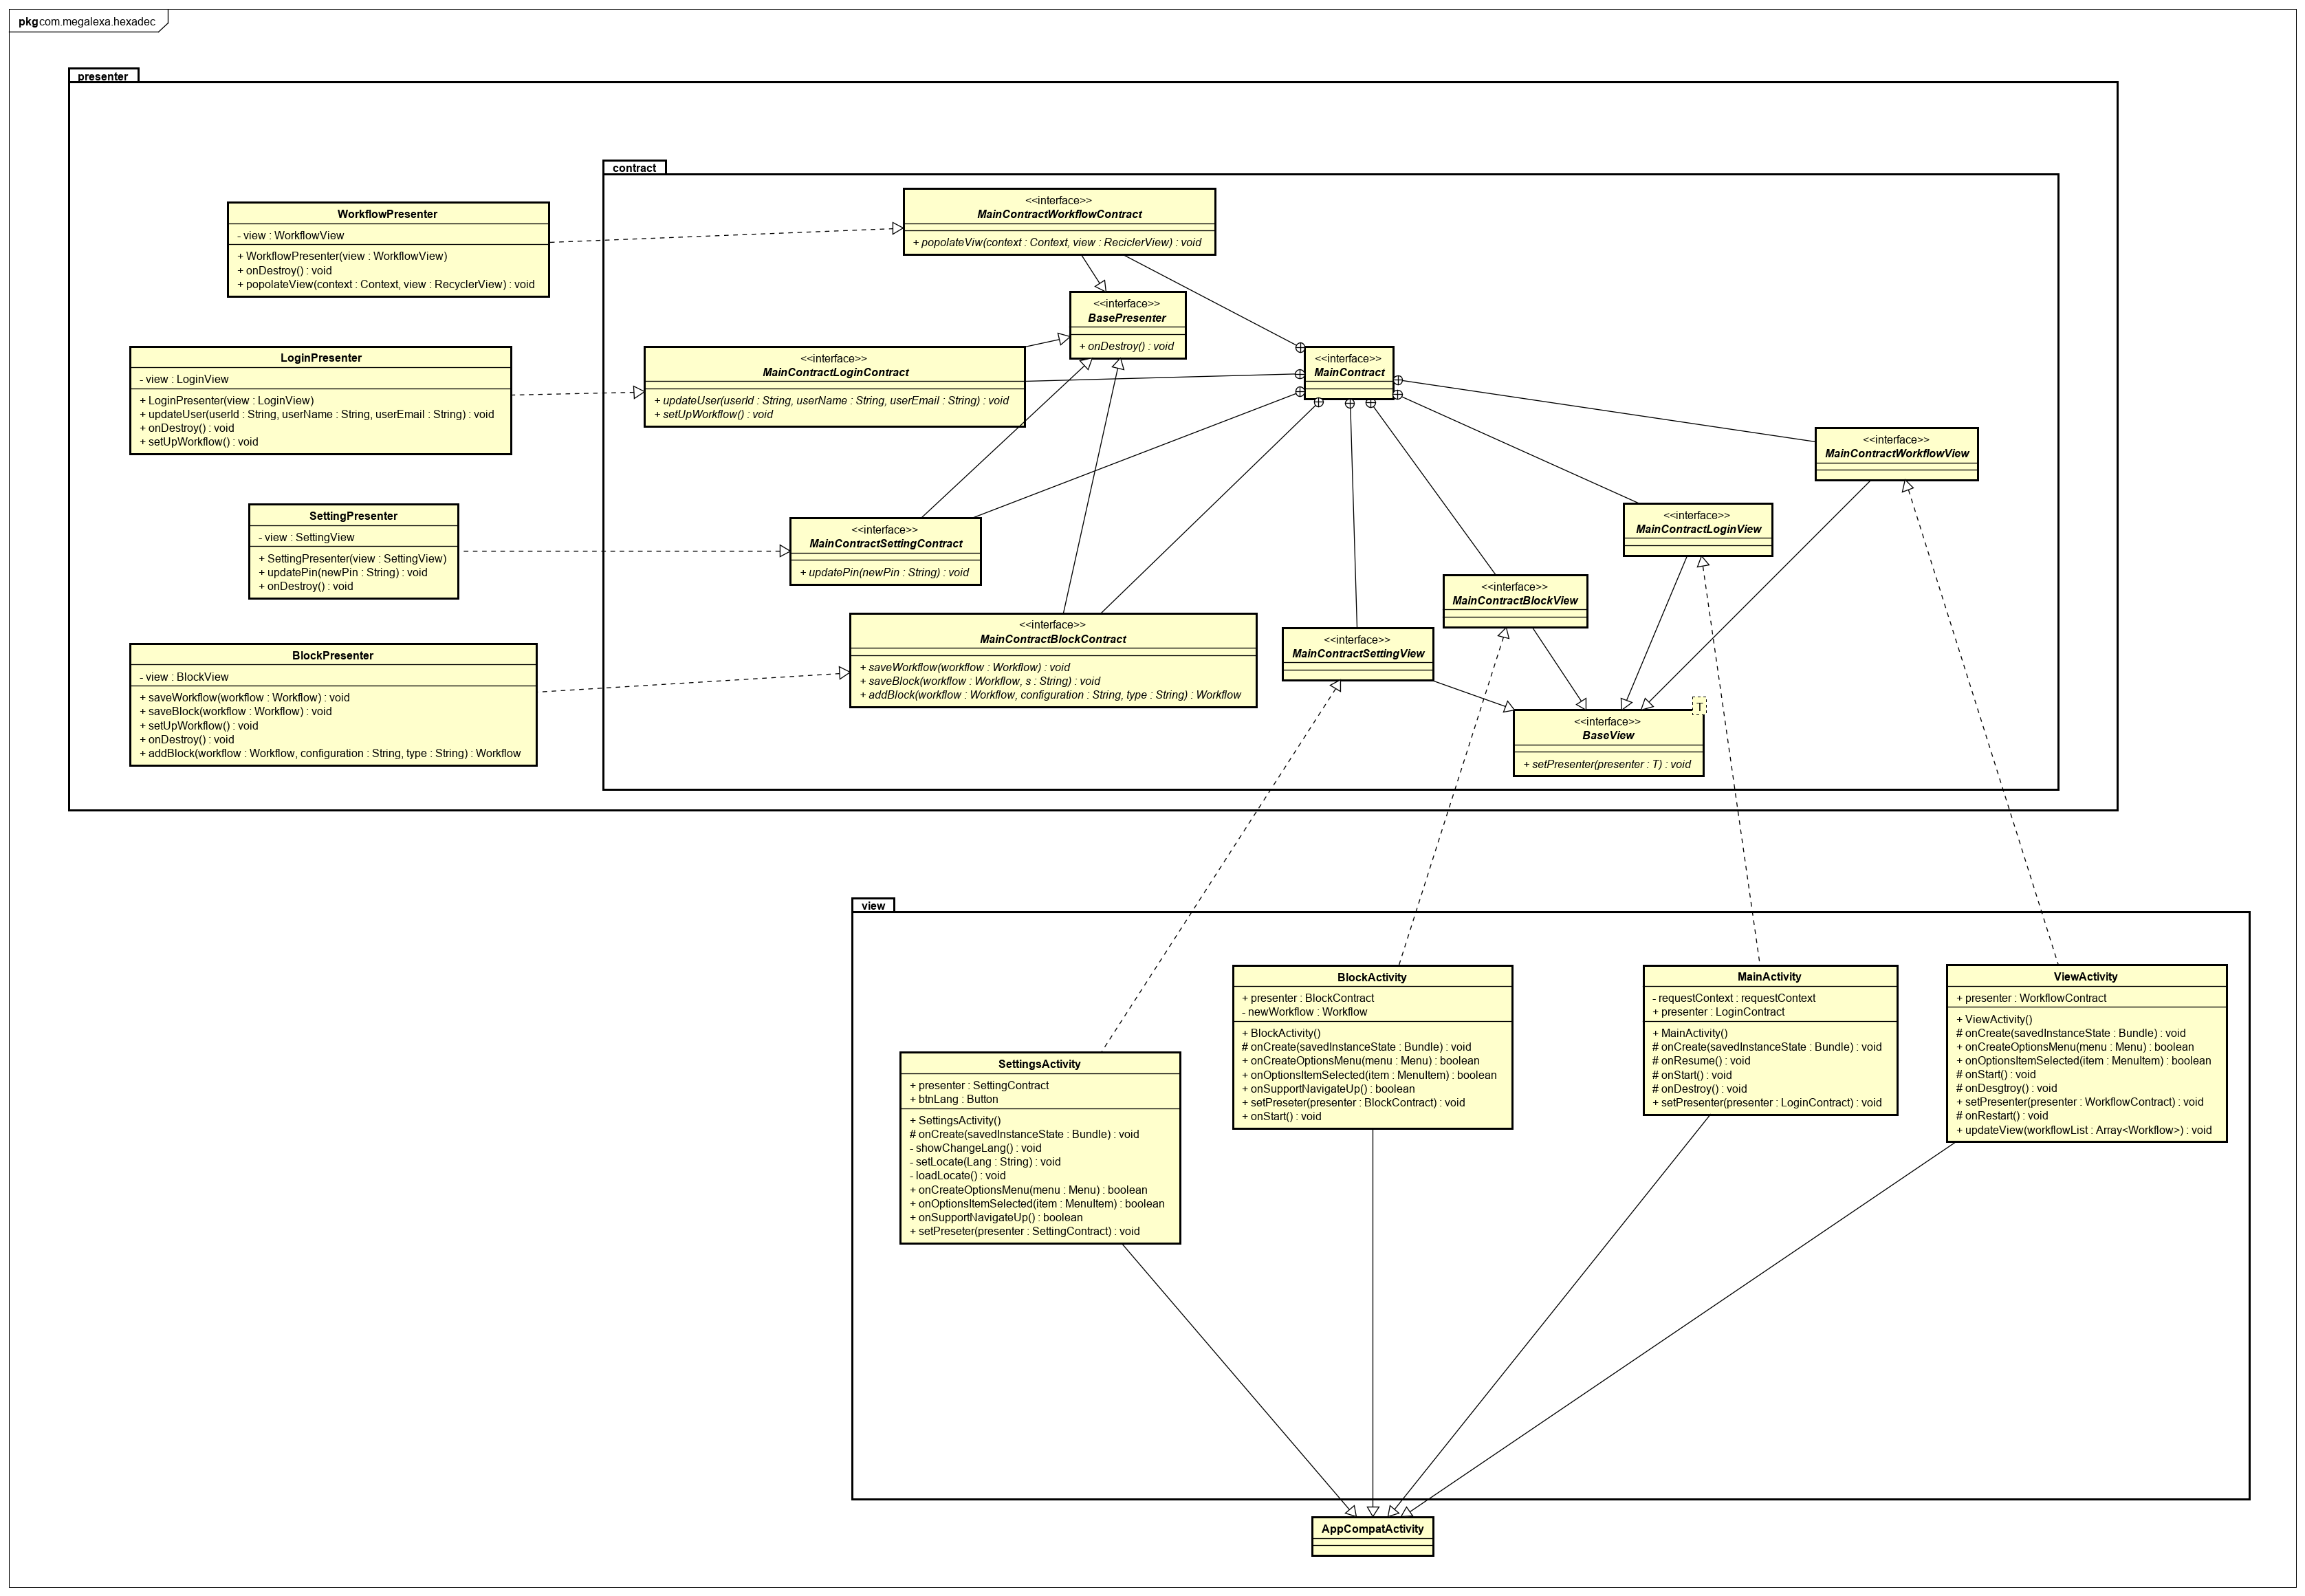 pkg com.megalexa.hexadec
presenter
contract
WorkflowPresenter
- view : WorkflowView
+ WorkflowPresenter(view : WorkflowView)
+ onDestroy() : void
+ popolateView(context : Context, view : RecyclerView) : void
<<interface>>
MainContractWorkflowContract
+ popolateViw(context : Context, view : ReciclerView) : void
<<interface>>
BasePresenter
+ onDestroy() : void
LoginPresenter
- view : LoginView
+ LoginPresenter(view : LoginView)
+ updateUser(userId : String, userName : String, userEmail : String) : void
+ onDestroy() : void
+ setUpWorkflow() : void
<<interface>>
MainContractLoginContract
+ updateUser(userId : String, userName : String, userEmail : String) : void
+ setUpWorkflow() : void
<<interface>>
MainContract
<<interface>>
MainContractWorkflowView
SettingPresenter
- view : SettingView
+ SettingPresenter(view : SettingView)
+ updatePin(newPin : String) : void
+ onDestroy() : void
<<interface>>
MainContractSettingContract
+ updatePin(newPin : String) : void
<<interface>>
MainContractLoginView
<<interface>>
MainContractBlockView
BlockPresenter
- view : BlockView
+ saveWorkflow(workflow : Workflow) : void
+ saveBlock(workflow : Workflow) : void
+ setUpWorkflow() : void
+ onDestroy() : void
+ addBlock(workflow : Workflow, configuration : String, type : String) : Workflow
<<interface>>
MainContractBlockContract
+ saveWorkflow(workflow : Workflow) : void
+ saveBlock(workflow : Workflow, s : String) : void
+ addBlock(workflow : Workflow, configuration : String, type : String) : Workflow
<<interface>>
MainContractSettingView
T
<<interface>>
BaseView
+ setPresenter(presenter : T) : void
view
SettingsActivity
+ presenter : SettingContract
+ btnLang : Button
+ SettingsActivity()
# onCreate(savedInstanceState : Bundle) : void
- showChangeLang() : void
- setLocate(Lang : String) : void
- loadLocate() : void
+ onCreateOptionsMenu(menu : Menu) : boolean
+ onOptionsItemSelected(item : MenuItem) : boolean
+ onSupportNavigateUp() : boolean
+ setPreseter(presenter : SettingContract) : void
BlockActivity
+ presenter : BlockContract
- newWorkflow : Workflow
+ BlockActivity()
# onCreate(savedInstanceState : Bundle) : void
+ onCreateOptionsMenu(menu : Menu) : boolean
+ onOptionsItemSelected(item : MenuItem) : boolean
+ onSupportNavigateUp() : boolean
+ setPreseter(presenter : BlockContract) : void
+ onStart() : void
MainActivity
- requestContext : requestContext
+ presenter : LoginContract
+ MainActivity()
# onCreate(savedInstanceState : Bundle) : void
# onResume() : void
# onStart() : void
# onDestroy() : void
+ setPresenter(presenter : LoginContract) : void
ViewActivity
+ presenter : WorkflowContract
+ ViewActivity()
# onCreate(savedInstanceState : Bundle) : void
+ onCreateOptionsMenu(menu : Menu) : boolean
+ onOptionsItemSelected(item : MenuItem) : boolean
# onStart() : void
# onDesgtroy() : void
+ setPresenter(presenter : WorkflowContract) : void
# onRestart() : void
+ updateView(workflowList : Array<Workflow>) : void
AppCompatActivity